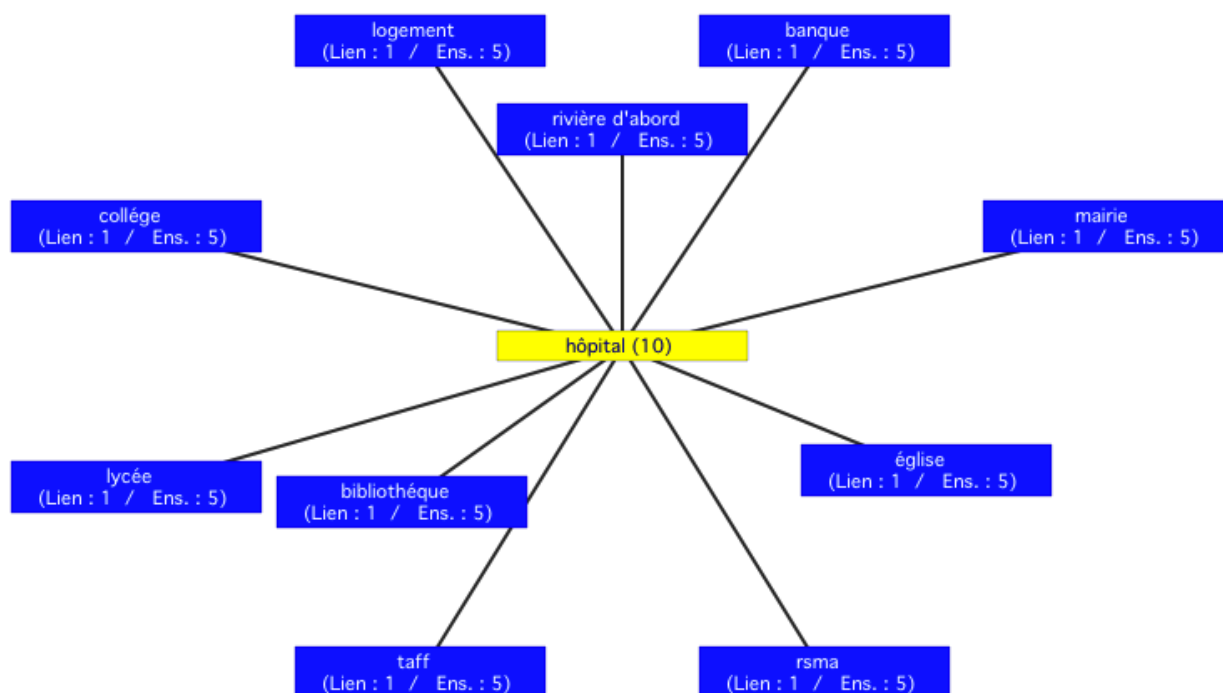 logement
(Lien : 1 / Ens. : 5)
banque
(Lien : 1 / Ens. : 5)
rivière d'abord
(Lien : 1 / Ens. : 5)
collége
(Lien : 1 / Ens. : 5)
mairie
(Lien : 1 / Ens. : 5)
hôpital (10)
lycée
(Lien : 1 / Ens. : 5)
bibliothéque
(Lien : 1 / Ens. : 5)
église
(Lien : 1 / Ens. : 5)
taff
(Lien : 1 / Ens. : 5)
rsma
(Lien : 1 / Ens. : 5)